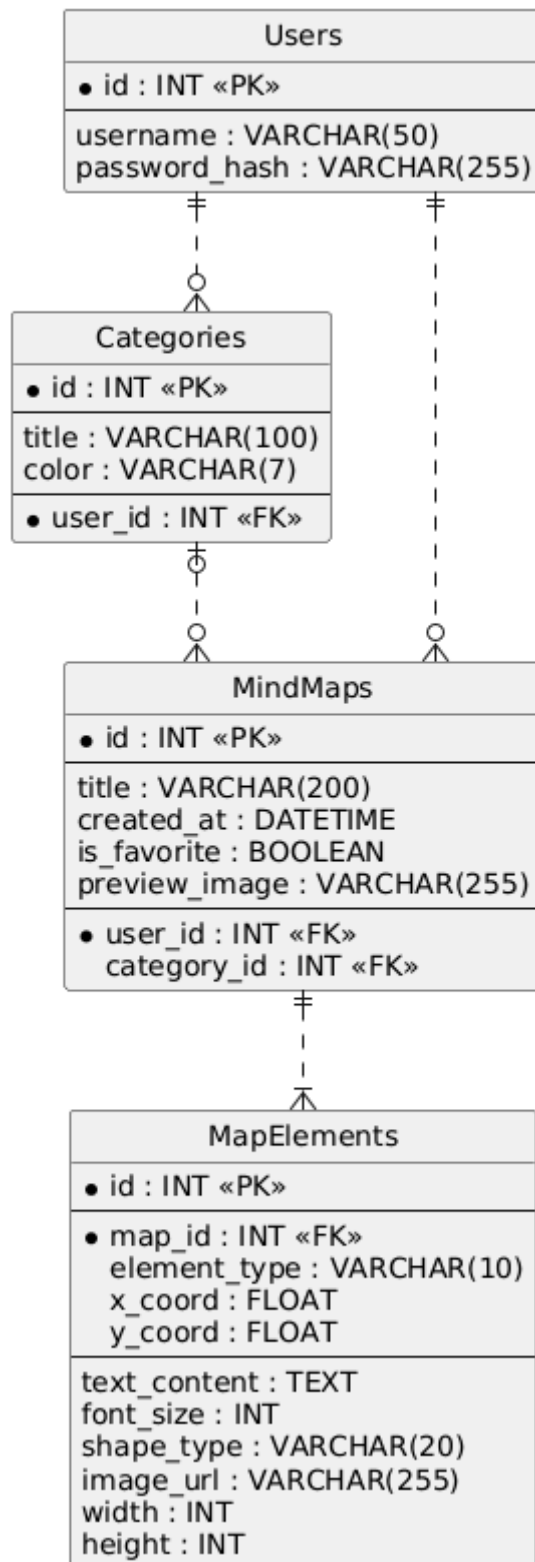 Users
id : INT «PK»
username : VARCHAR(50)
password_hash : VARCHAR(255)
Categories
id : INT «PK»
title : VARCHAR(100)
color : VARCHAR(7)
user_id : INT «FK»
MindMaps
id : INT «PK»
title : VARCHAR(200)
created_at : DATETIME
is_favorite : BOOLEAN
preview_image : VARCHAR(255)
user_id : INT «FK»
category_id : INT «FK»
MapElements
id : INT «PK»
map_id : INT «FK»
element_type : VARCHAR(10)
x_coord : FLOAT
y_coord : FLOAT
text_content : TEXT
font_size : INT
shape_type : VARCHAR(20)
image_url : VARCHAR(255)
width : INT
height : INT